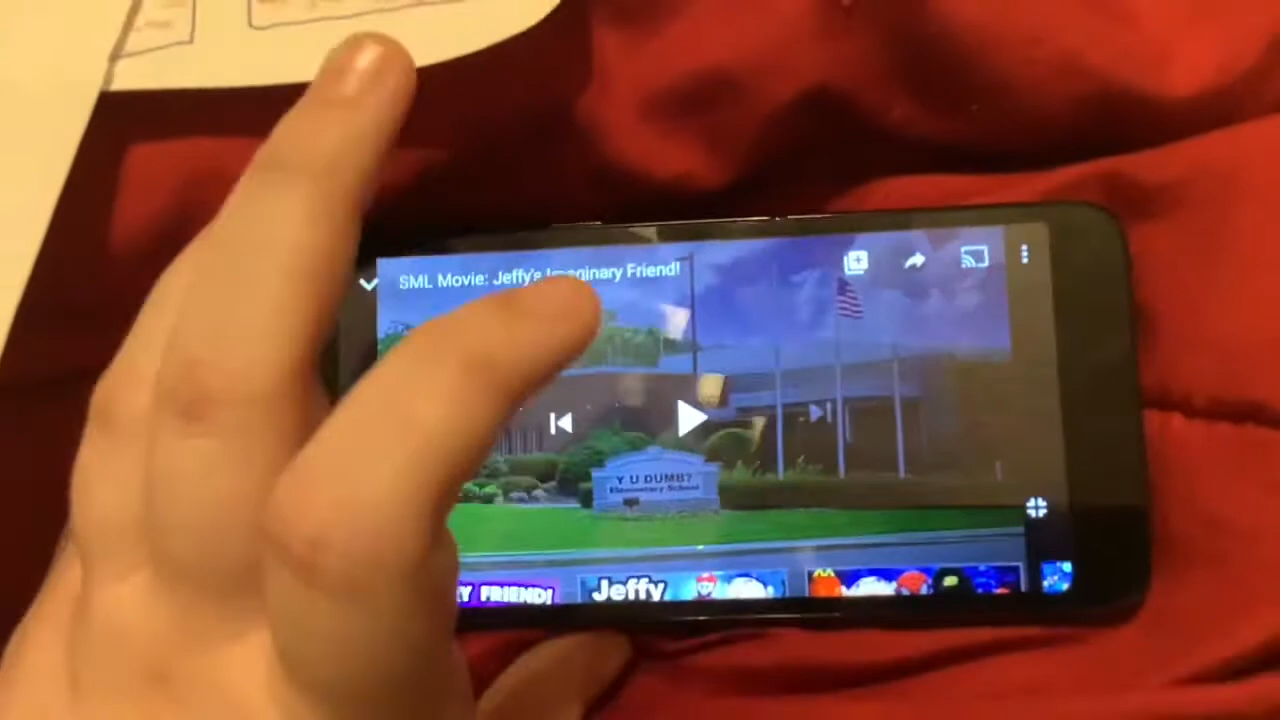 SML Movie: Jeffy's Imaginary Friend!
Y U DUMB?
Elementary School
Y FRIEND!
Jeffy